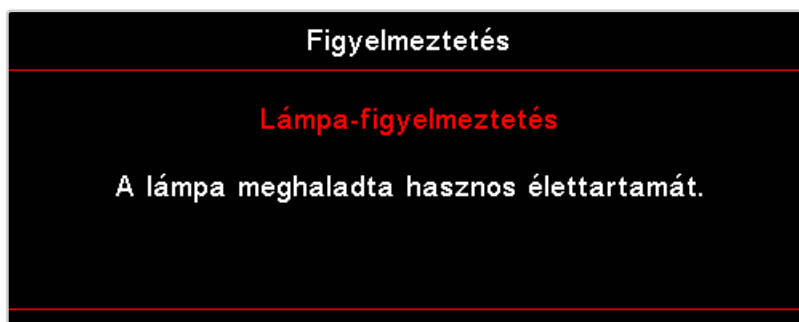 Figyelmeztetés
Lámpa-figyelmeztetés
A lámpa meghaladta hasznos élettartamát.